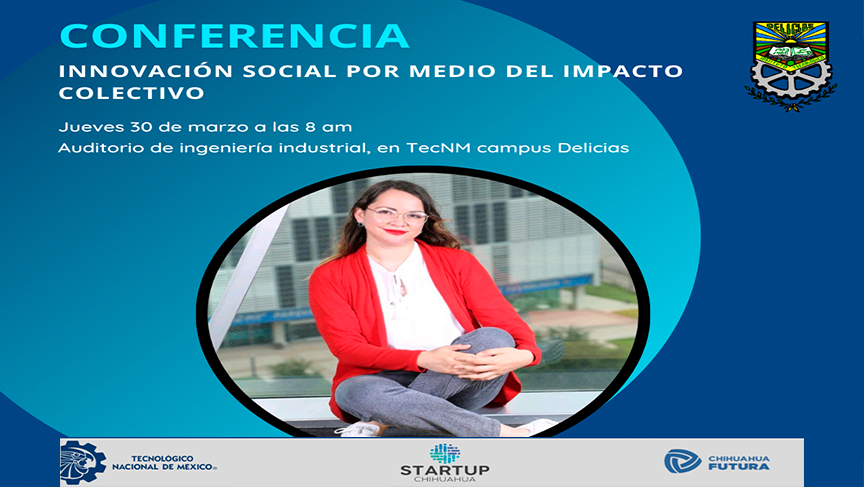 CONFERENCIA
INNOVACIÓN SOCIAL POR MEDIO DEL IMPACTO
COLECTIVO
Jueves 30 de marzo a las 8 am
Auditorio de ingeniería industrial, en TecNM campus Delicias
TECNOLÓGICO
NACIONAL DE MÉXICO®
STARTUP
CHIHUAHUA
CHIHUAHUA
FUTURA